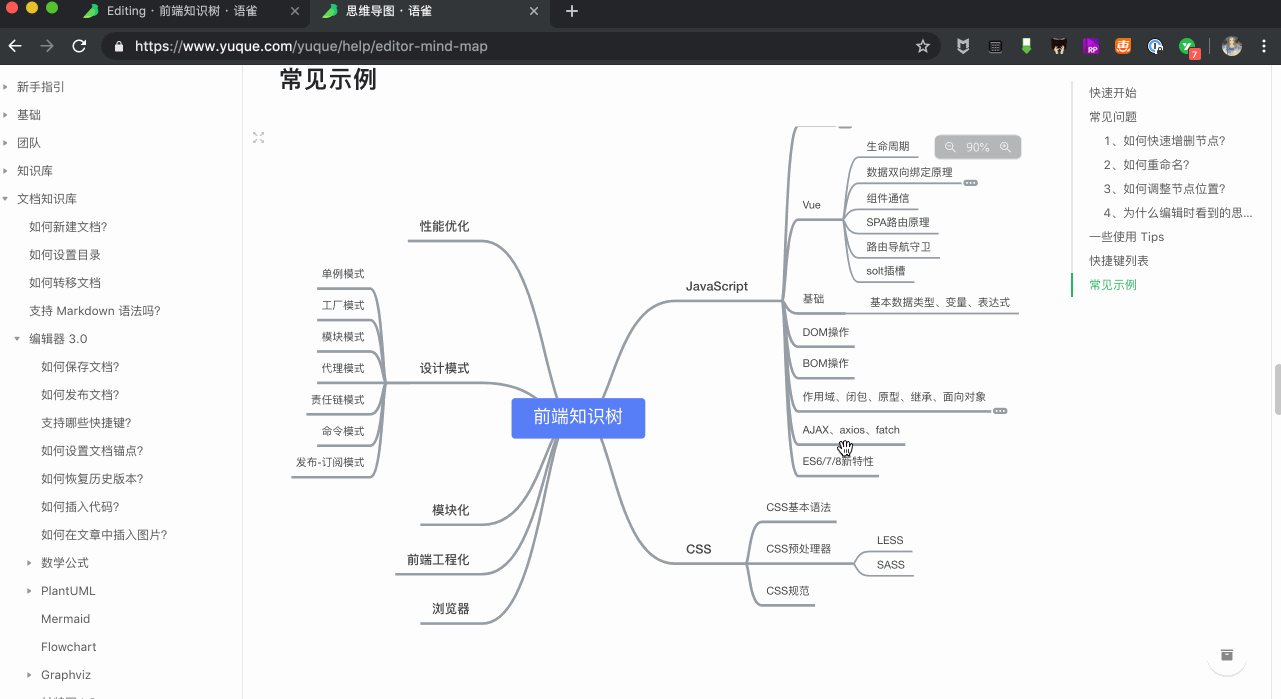 Editing · 前端知识树 · 语雀
思维导图 · 语雀
https://www.yuque.com/yuque/help/editor-mind-map
RP
7
新手指引
基础
团队
知识库
文档知识库
如何新建文档?
如何设置目录
如何转移文档
支持 Markdown 语法吗?
编辑器 3.0
如何保存文档?
如何发布文档?
支持哪些快捷键?
如何设置文档锚点?
如何恢复历史版本?
如何插入代码?
如何在文章中插入图片?
数学公式
PlantUML
Mermaid
Flowchart
Graphviz
常见示例
90%
前端知识树
性能优化
设计模式
单例模式
工厂模式
模块模式
代理模式
责任链模式
命令模式
发布-订阅模式
模块化
前端工程化
浏览器
JavaScript
Vue
生命周期
数据双向绑定原理
组件通信
SPA路由原理
路由导航守卫
solt插槽
基础
基本数据类型、变量、表达式
DOM操作
BOM操作
作用域、闭包、原型、继承、面向对象
AJAX、axios、fatch
ES6/7/8新特性
CSS
CSS基本语法
CSS预处理器
LESS
SASS
CSS规范
快速开始
常见问题
1、如何快速增删节点?
2、如何重命名?
3、如何调整节点位置?
4、为什么编辑时看到的思...
一些使用 Tips
快捷键列表
常见示例